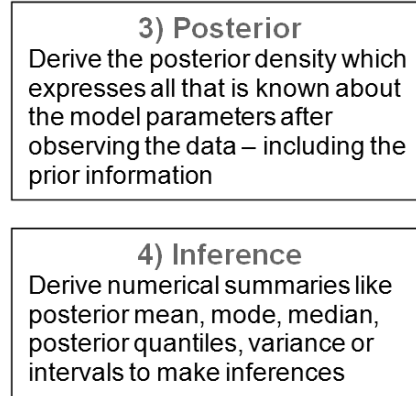 3) Posterior
Derive the posterior density which
expresses all that is known about
the model parameters after
observing the data – including the
prior information
4) Inference
Derive numerical summaries like
posterior mean, mode, median,
posterior quantiles, variance or
intervals to make inferences